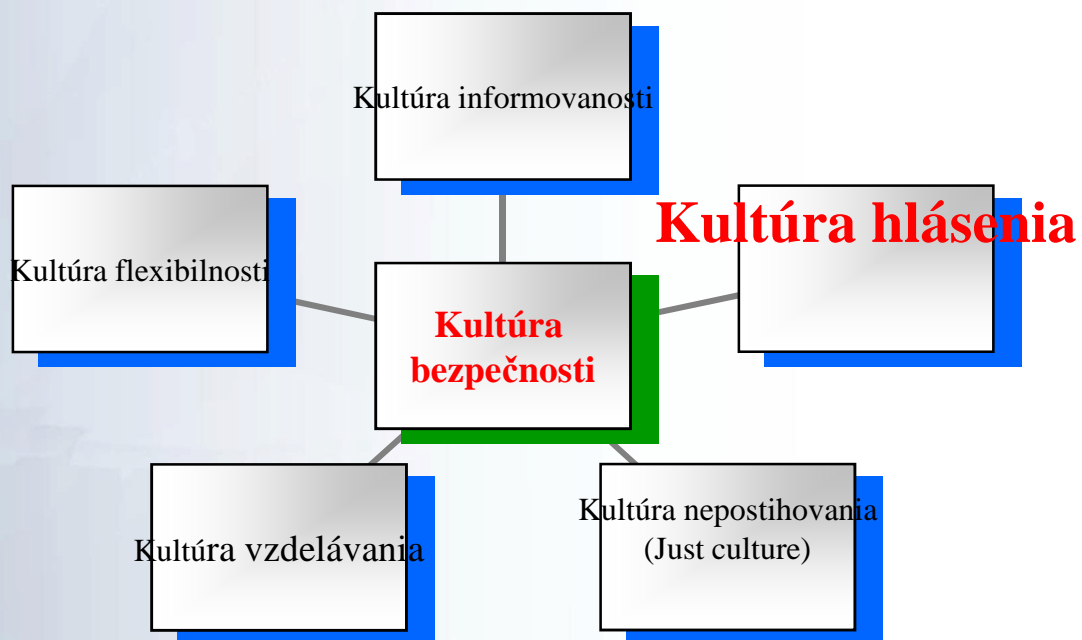 Kultúra informovanosti
Kultúra hlásenia
Kultúra flexibilnosti
Kultúra
bezpečnosti
Kultúra nepostihovania
(Just culture)
Kultúra vzdelávania